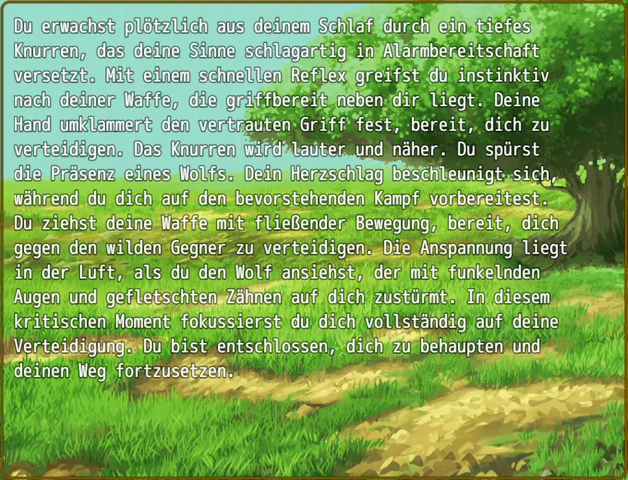 Du erwachst plötzlich aus deinem Schlaf durch ein tiefes
Knurren, das deine Sinne schlagartig in Alarmbereitschaft
versetzt. Mit einem schnellen Reflex greifst du instinktiv
nach deiner Waffe, die griffbereit neben dir liegt. Deine
Hand umklammert den vertrauten Griff fest, bereit, dich zu
verteidigen. Das Knurren wird lauter und näher. Du spürst
die Präsenz eines Wolfs. Dein Herzschlag beschleunigt sich,
während du dich auf den bevorstehenden Kampf vorbereitest.
Du ziehst deine Waffe mit fließender Bewegung, bereit, dich
gegen den wilden Gegner zu verteidigen. Die Anspannung liegt
in der Luft, als du den Wolf ansiehst, der mit funkelnden
Augen und gefletschten Zähnen auf dich zustürmt. In diesem
kritischen Moment fokussierst du dich vollständig auf deine
Verteidigung. Du bist entschlossen, dich zu behaupten und
deinen Weg fortzusetzen.